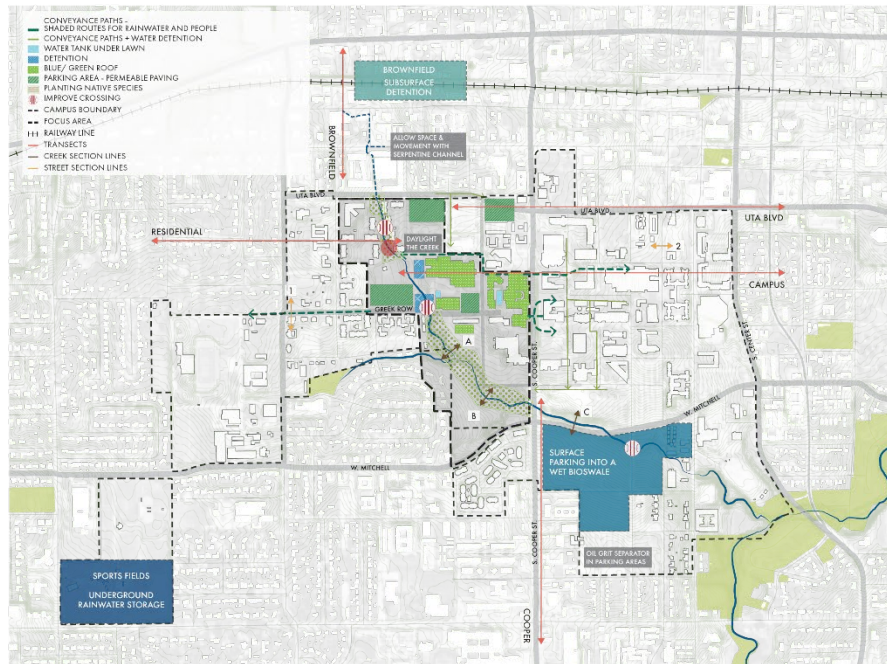 CONVEYANCE PATHS -
SHADED ROUTES FOR RAINWATER AND PEOPLE
CONVEYANCE PATHS + WATER DETENTION
WATER TANK UNDER LAWN
DETENTION
BLUE/ GREEN ROOF
PARKING AREA - PERMEABLE PAVING
PLANTING NATIVE SPECIES
IMPROVE CROSSING
CAMPUS BOUNDARY
FOCUS AREA
RAILWAY LINE
TRANSECTS
CREEK SECTION LINES
STREET SECTION LINES
BROWNFIELD
SUBSURFACE
DETENTION
BROWNFIELD
ALLOW SPACE &
MOVEMENT WITH
SERPENTINE CHANNEL
UTA BLVD
UTA BLVD
UTA BLVD
RESIDENTIAL
DAYLIGHT
THE CREEK
2
CAMPUS
1
GREEK ROW
S. COOPER ST.
S. CENTER ST.
A
B
C
W. MITCHELL
W. MITCHELL
SURFACE
PARKING INTO A
WET BIOSWALE
S. COOPER ST.
OIL GRIT SEPARATOR
IN PARKING AREAS
SPORTS FIELDS
UNDERGROUND
RAINWATER STORAGE
COOPER